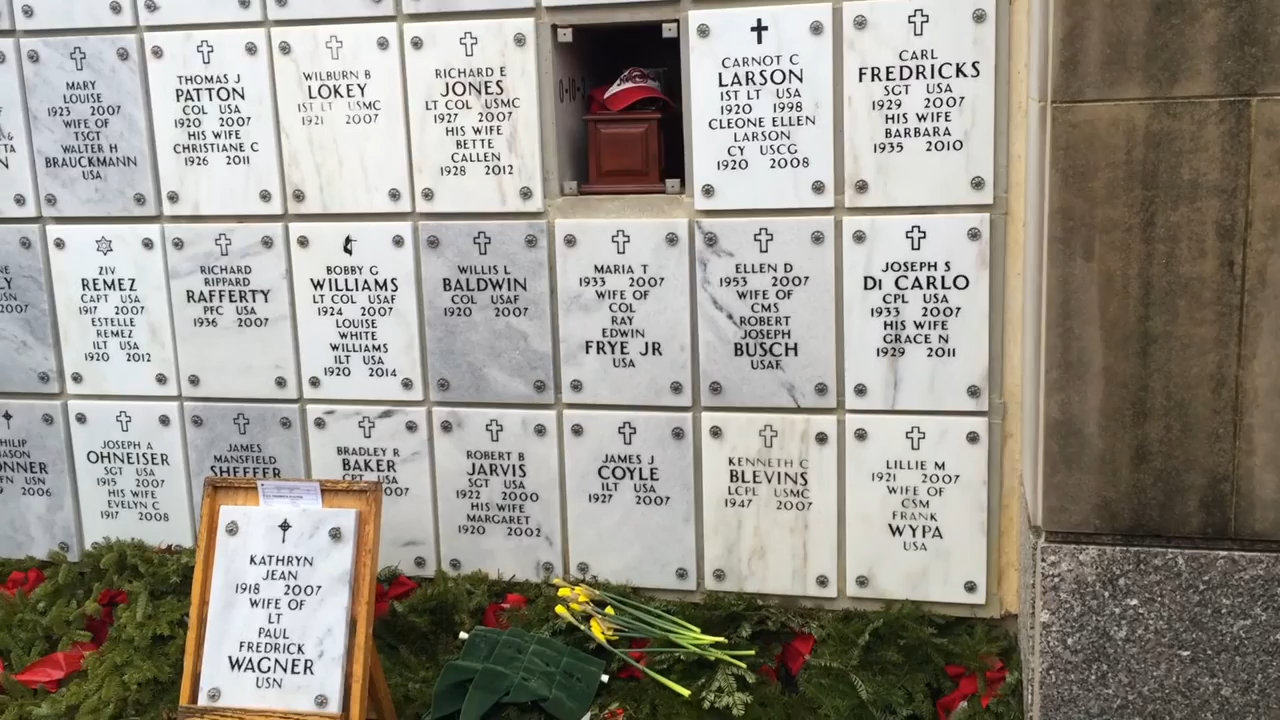 MARY
LOUISE
1923 2007
WIFE OF
TSGT
WALTER H
BRAUCKMANN
USA
THOMAS J
PATTON
COL USA
1920 2007
HIS WIFE
CHRISTIANE C
1926 2011
WILBURN B
LOKEY
1ST LT USMC
1921 2007
RICHARD E
JONES
LT COL USMC
1927 2007
HIS WIFE
BETTE
CALLEN
1928 2012
CARNOT C
LARSON
1ST LT USA
1920 1998
CLEONE ELLEN
LARSON
CY USCG
1920 2008
CARL
FREDRICKS
SGT USA
1929 2007
HIS WIFE
BARBARA
1935 2010
2007
ZIV
REMEZ
CAPT USA
1917 2007
ESTELLE
REMEZ
1LT USA
1920 2012
RICHARD
RIPPARD
RAFFERTY
PFC USA
1936 2007
BOBBY G
WILLIAMS
LT COL USAF
1924 2007
LOUISE
WHITE
WILLIAMS
1LT USA
1920 2014
WILLIS L
BALDWIN
COL USAF
1920 2007
MARIA T
1933 2007
WIFE OF
COL
RAY
EDWIN
FRYE JR
USA
ELLEN D
1953 2007
WIFE OF
CMS
ROBERT
JOSEPH
BUSCH
USAF
JOSEPH S
DI CARLO
CPL USA
1933 2007
HIS WIFE
GRACE N
1929 2011
USN
2006
JOSEPH A
OHNEISER
SGT USA
1915 2007
HIS WIFE
EVELYN C
1917 2008
JAMES
MANSFIELD
SHEFFER
BRADLEY R
BAKER
CPT USA
2007
ROBERT B
JARVIS
SGT USA
1922 2000
HIS WIFE
MARGARET
1920 2002
JAMES J
COYLE
1LT USA
1927 2007
KENNETH C
BLEVINS
LCPL USMC
1947 2007
LILLIE M
1921 2007
WIFE OF
CSM
FRANK
WYPA
USA
KATHRYN
JEAN
1918 2007
WIFE OF
LT
PAUL
FREDRICK
WAGNER
USN